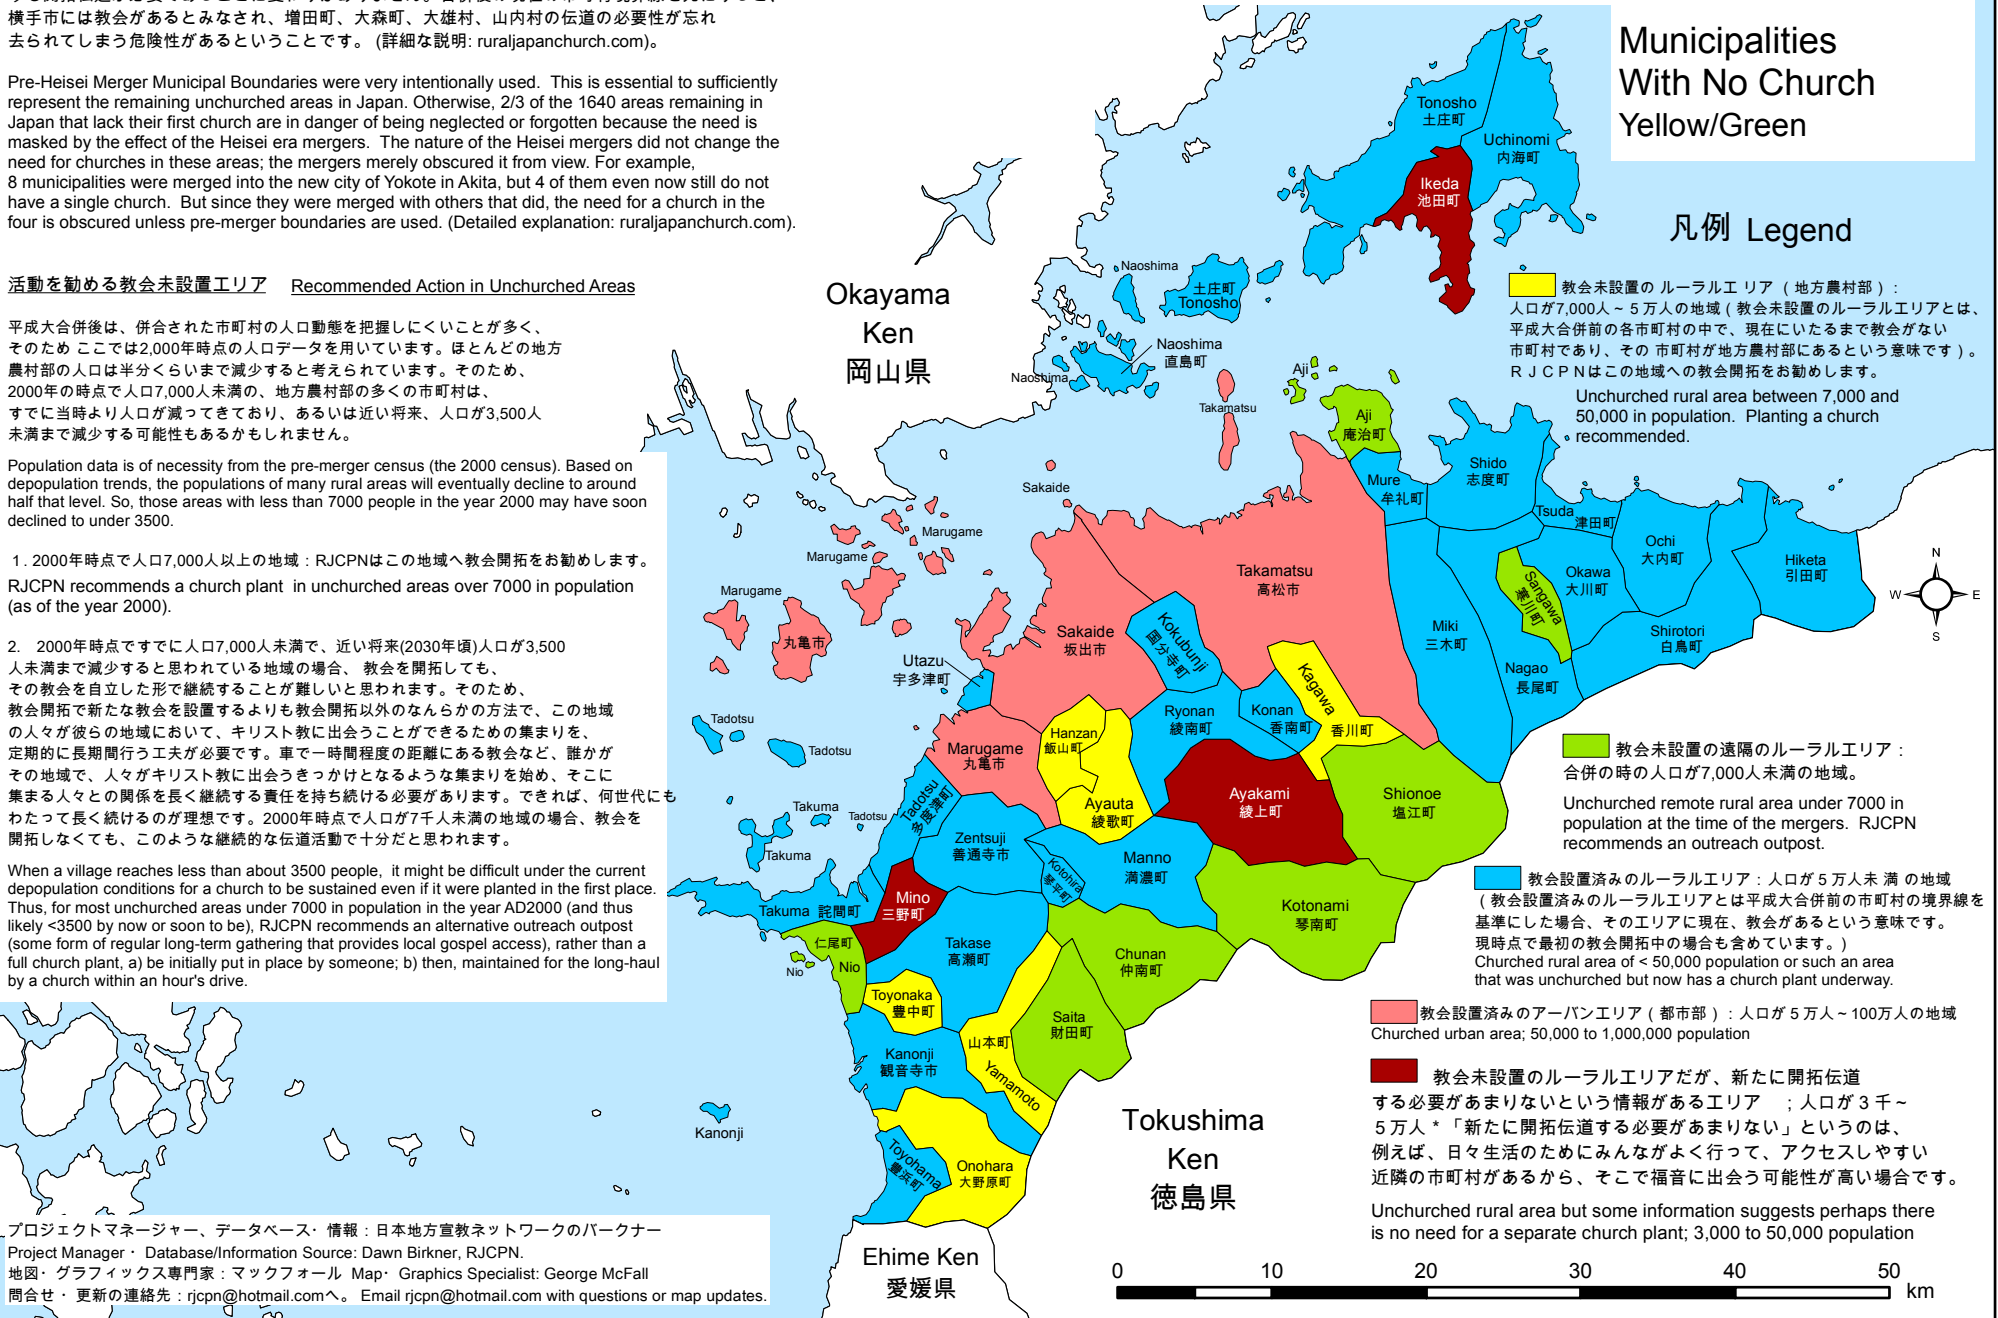 横手市には教会があるとみなされ、増田町、大森町、大雄村、山内村の伝道の必要性が忘れ
去られてしまう危険性があるということです。 (詳細な説明: ruraljapanchurch.com)。
Pre-Heisei Merger Municipal Boundaries were very intentionally used. This is essential to sufficiently
represent the remaining unchurched areas in Japan. Otherwise, 2/3 of the 1640 areas remaining in
Japan that lack their first church are in danger of being neglected or forgotten because the need is
masked by the effect of the Heisei era mergers. The nature of the Heisei mergers did not change the
need for churches in these areas; the mergers merely obscured it from view. For example,
8 municipalities were merged into the new city of Yokote in Akita, but 4 of them even now still do not
have a single church. But since they were merged with others that did, the need for a church in the
four is obscured unless pre-merger boundaries are used. (Detailed explanation: ruraljapanchurch.com).
活動を勧める教会未設置エリア Recommended Action in Unchurched Areas
平成大合併後は、併合された市町村の人口動態を把握しにくいことが多く、
そのため ここでは2,000年時点の人口データを用いています。ほとんどの地方
農村部の人口は半分くらいまで減少すると考えられています。そのため、
2000年の時点で人口7,000人未満の、地方農村部の多くの市町村は、
すでに当時より人口が減ってきており、あるいは近い将来、人口が3,500人
未満まで減少する可能性もあるかもしれません。
Population data is of necessity from the pre-merger census (the 2000 census). Based on
depopulation trends, the populations of many rural areas will eventually decline to around
half that level. So, those areas with less than 7000 people in the year 2000 may have soon
declined to under 3500.
1. 2000年時点で人口7,000人以上の地域：RJCPNはこの地域へ教会開拓をお勧めします。
RJCPN recommends a church plant in unchurched areas over 7000 in population
(as of the year 2000).
2. 2000年時点ですでに人口7,000人未満で、近い将来(2030年頃)人口が3,500
人未満まで減少すると思われている地域の場合、 教会を開拓しても、
その教会を自立した形で継続することが難しいと思われます。そのため、
教会開拓で新たな教会を設置するよりも教会開拓以外のなんらかの方法で、この地域
の人々が彼らの地域において、キリスト教に出会うことができるための集まりを、
定期的に長期間行う工夫が必要です。車で一時間程度の距離にある教会など、誰かが
その地域で、人々がキリスト教に出会うきっかけとなるような集まりを始め、そこに
集まる人々との関係を長く継続する責任を持ち続ける必要があります。できれば、何世代にも
わたって長く続けるのが理想です。2000年時点で人口が7千人未満の地域の場合、教会を
開拓しなくても、このような継続的な伝道活動で十分だと思われます。
When a village reaches less than about 3500 people, it might be difficult under the current
depopulation conditions for a church to be sustained even if it were planted in the first place.
Thus, for most unchurched areas under 7000 in population in the year AD2000 (and thus
likely <3500 by now or soon to be), RJCPN recommends an alternative outreach outpost
(some form of regular long-term gathering that provides local gospel access), rather than a
full church plant, a) be initially put in place by someone; b) then, maintained for the long-haul
by a church within an hour's drive.
プロジェクトマネージャー、データベース・ 情報：日本地方宣教ネットワークのバークナー
Project Manager・ Database/Information Source: Dawn Birkner, RJCPN.
地図・ グラフィックス専門家：マックフォール Map・ Graphics Specialist: George McFall
問合せ・ 更新の連絡先：rjcpn@hotmail.comへ。 Email rjcpn@hotmail.com with questions or map updates.
Municipalities
With No Church
Yellow/Green
凡例 Legend
教会未設置の ルーラルエ リア （ 地方農村部 ）：
人口が7,000人 ~ 5 万人の地域 ( 教会未設置のルーラルエリアとは、
平成大合併前の各市町村の中で、現在にいたるまで教会がない
市町村であり、その 市町村が地方農村部にあるという意味です )。
R J C P Nはこの地域への教会開拓をお勧めします。
Unchurched rural area between 7,000 and
50,000 in population. Planting a church
recommended.
教会未設置の遠隔のルーラルエリア：
合併の時の人口が7,000人未満の地域。
Unchurched remote rural area under 7000 in
population at the time of the mergers. RJCPN
recommends an outreach outpost.
教会設置済みのルーラルエリア：人口が 5 万人未 満 の地域
( 教会設置済みのルーラルエリアとは平成大合併前の市町村の境界線を
基準にした場合、そのエリアに現在、教会があるという意味です。
現時点で最初の教会開拓中の場合も含めています。)
Churched rural area of < 50,000 population or such an area
that was unchurched but now has a church plant underway.
教会設置済みのアーバンエリア ( 都市部 )：人口が 5 万人 ~ 100万人の地域
Churched urban area; 50,000 to 1,000,000 population
教会未設置のルーラルエリアだが、新たに開拓伝道
する必要があまりないという情報があるエリア ；人口が 3 千 ~
5 万人 * 「新たに開拓伝道する必要があまりない」というのは、
例えば、日々生活のためにみんながよく行って、アクセスしやすい
近隣の市町村があるから、そこで福音に出会う可能性が高い場合です。
Unchurched rural area but some information suggests perhaps there
is no need for a separate church plant; 3,000 to 50,000 population
0 10 20 30 40 50 km
N
W E
S
Okayama
Ken
岡山県
Tokushima
Ken
徳島県
Ehime Ken
愛媛県
Tonosho
土庄町
Uchinomi
内海町
Ikeda
池田町
Naoshima
土庄町
Tonosho
Naoshima
直島町
Naoshima
Takamatsu
Aji
Aji
庵治町
Mure
牟礼町
Shido
志度町
Tsuda
津田町
Ochi
大内町
Hiketa
引田町
Okawa
大川町
Sangawa
寒川町
Shirotori
白鳥町
Miki
三木町
Nagao
長尾町
Takamatsu
高松市
Sakaide
Sakaide
坂出市
Kokubunji
国分寺町
Kagawa
香川町
Konan
香南町
Ryonan
綾南町
Marugame
Marugame
Marugame
丸亀市
Utazu
宇多津町
Marugame
丸亀市
Hanzan
飯山町
Ayauta
綾歌町
Ayakami
綾上町
Shionoe
塩江町
Tadotsu
Tadotsu
Tadotsu
Tadotsu
多度津町
Zentsuji
善通寺市
Kotohira
琴平町
Manno
満濃町
Kotonami
琴南町
Takuma
Takuma
Takuma 詫間町
Mino
三野町
仁尾町
Nio
Nio
Takase
高瀬町
Chunan
仲南町
Toyonaka
豊中町
Saita
財田町
山本町
Yamamoto
Kanonji
観音寺市
Kanonji
Toyohama
豊浜町
Onohara
大野原町